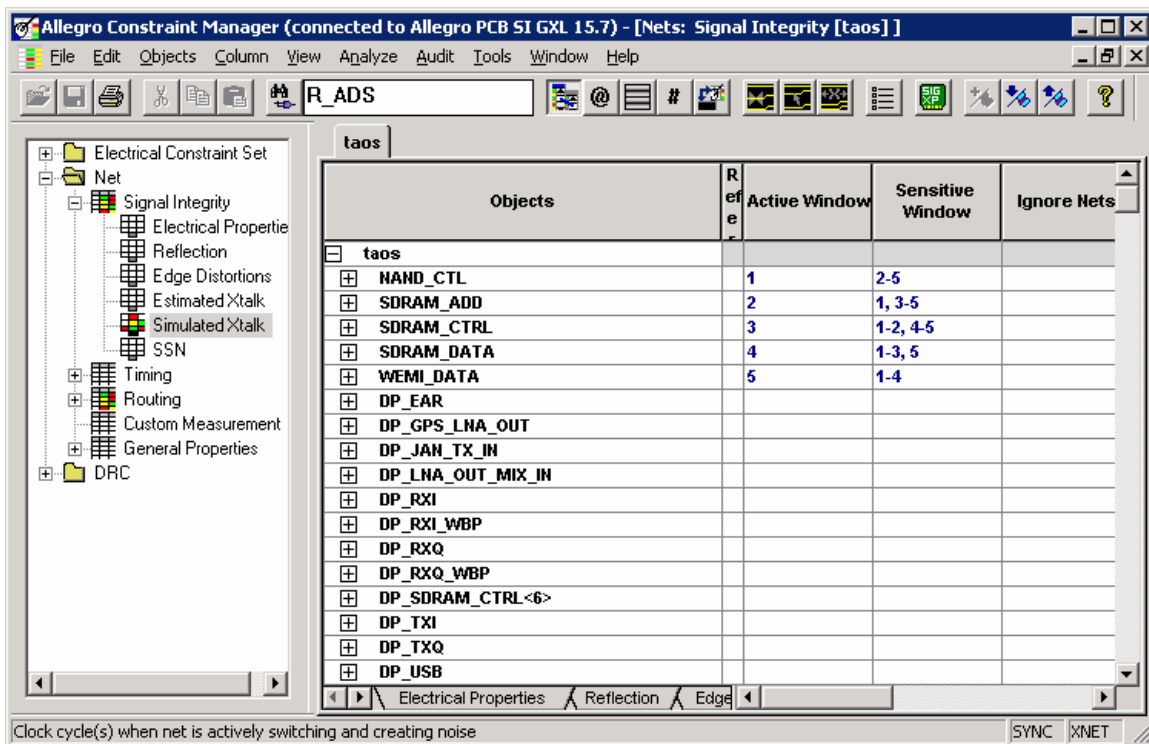 Allegro Constraint Manager (connected to Allegro PCB SI GXL 15.7) - [Nets: Signal Integrity [taos] ]
File Edit Objects Column View Analyze Audit Tools Window Help
R_ADS @ # SIG XP ?
Electrical Constraint Set
Net
Signal Integrity
Electrical Propertie
Reflection
Edge Distortions
Estimated Xtalk
Simulated Xtalk
SSN
Timing
Routing
Custom Measurement
General Properties
DRC
taos
Objects Refer Active Window Sensitive Window Ignore Nets
taos
NAND_CTL 1 2-5
SDRAM_ADD 2 1, 3-5
SDRAM_CTRL 3 1-2, 4-5
SDRAM_DATA 4 1-3, 5
WEMI_DATA 5 1-4
DP_EAR
DP_GPS_LNA_OUT
DP_JAN_TX_IN
DP_LNA_OUT_MIX_IN
DP_RXI
DP_RXI_WBP
DP_RXQ
DP_RXQ_WBP
DP_SDRAM_CTRL<6>
DP_TXI
DP_TXQ
DP_USB
Electrical Properties Reflection Edge
Clock cycle(s) when net is actively switching and creating noise SYNC XNET